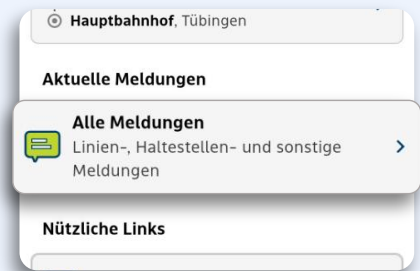 Hauptbahnhof, Tübingen
Aktuelle Meldungen
Alle Meldungen
Linien-, Haltestellen- und sonstige
Meldungen
Nützliche Links